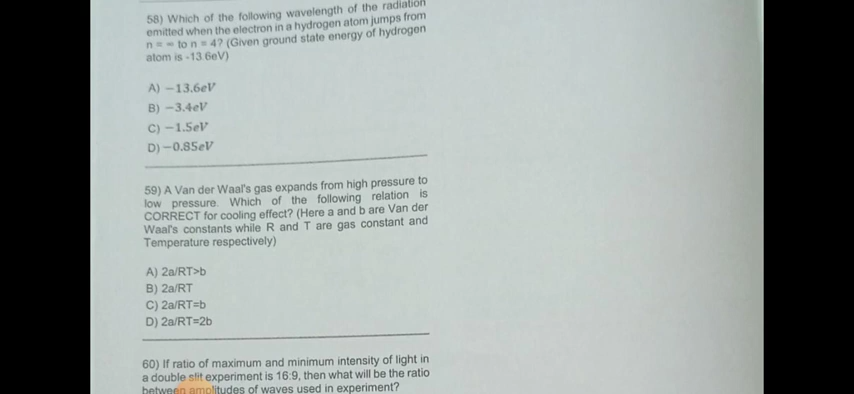 58) Which of the following wavelength of the radiation
emitted when the electron in a hydrogen atom jumps from
n = ∞ to n = 4? (Given ground state energy of hydrogen
atom is -13.6eV)
A) −13.6eV
B) −3.4eV
C) −1.5eV
D) −0.85eV
59) A Van der Waal's gas expands from high pressure to
low pressure. Which of the following relation is
CORRECT for cooling effect? (Here a and b are Van der
Waal's constants while R and T are gas constant and
Temperature respectively)
A) 2a/RT>b
B) 2a/RT
C) 2a/RT=b
D) 2a/RT=2b
60) If ratio of maximum and minimum intensity of light in
a double slit experiment is 16:9, then what will be the ratio
between amplitudes of waves used in experiment?